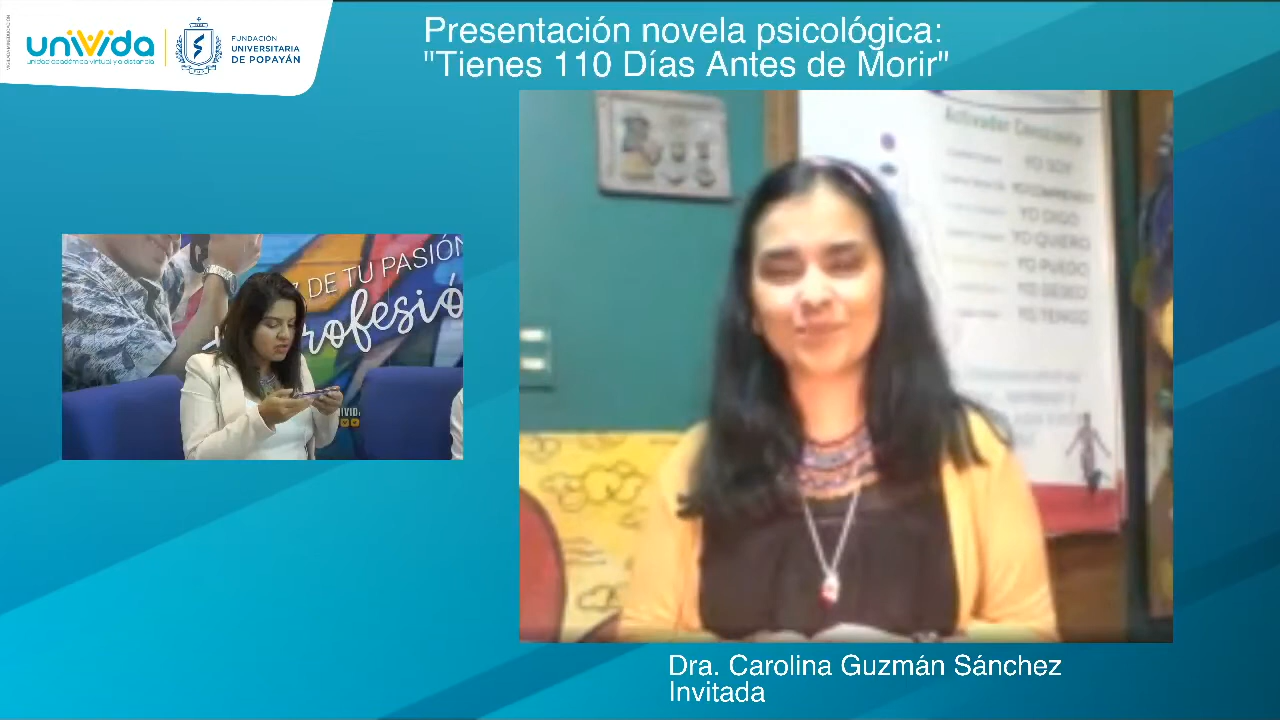 Presentación novela psicológica:
"Tienes 110 Días Antes de Morir"
univida
unidad académica virtual y a distancia
FUNDACIÓN
UNIVERSITARIA
DE POPAYÁN
DE TU PASIÓN
Activador Consciente
YO SOY
YO COMPRENDO
YO DIGO
YO QUIERO
YO PUEDO
YO DESEO
YO TENGO
Dra. Carolina Guzmán Sánchez
Invitada